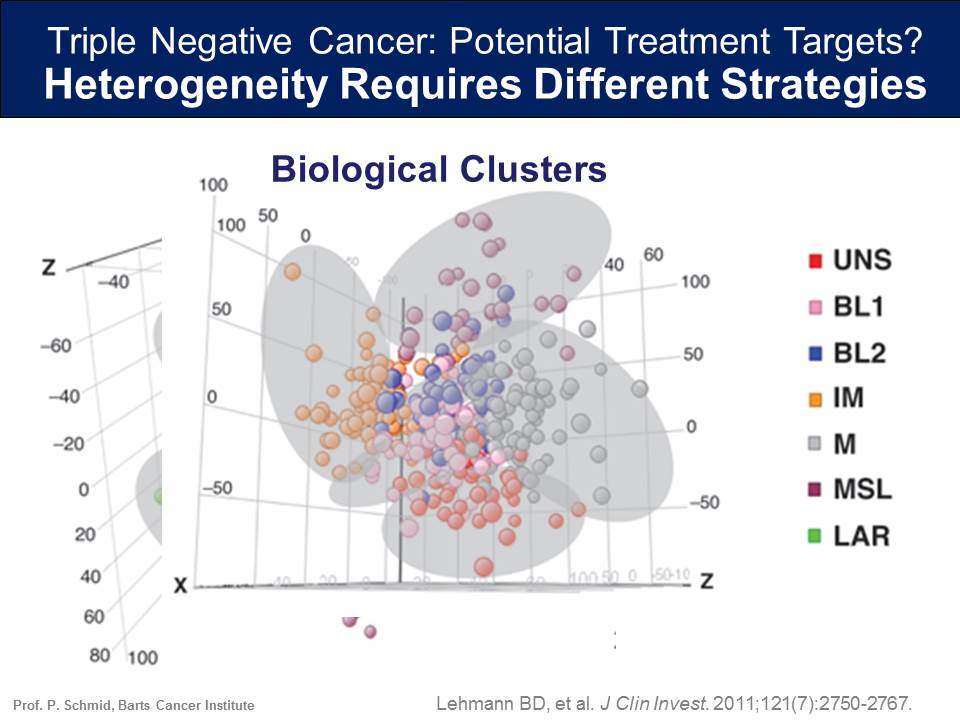 Triple Negative Cancer: Potential Treatment Targets?
Heterogeneity Requires Different Strategies
Biological Clusters
100
100 50 0
Z
–40
40 60
100
50
50
–60
–40
0
0
–20
–50
–50
0
20
40
60
80 100
X
Z
UNS
BL1
BL2
IM
M
MSL
LAR
Prof. P. Schmid, Barts Cancer Institute
Lehmann BD, et al. J Clin Invest. 2011;121(7):2750-2767.